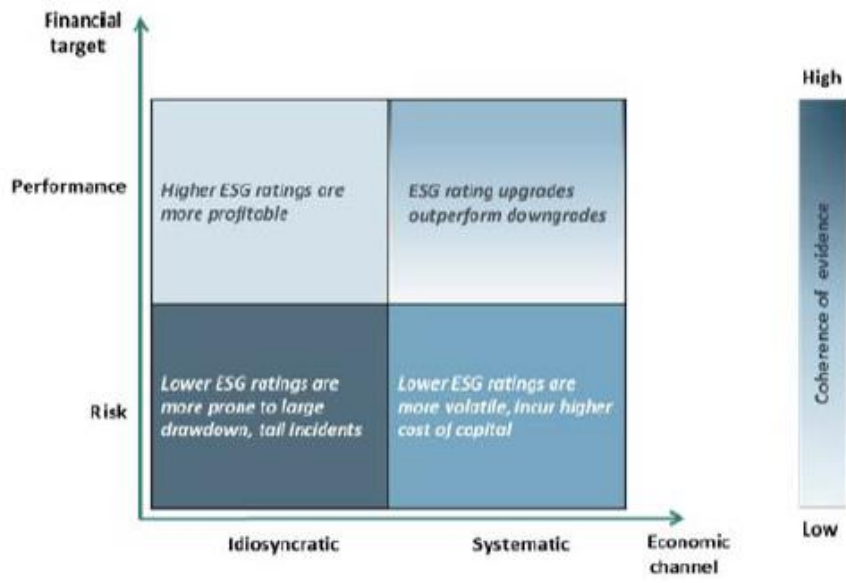 Financial
target
High
Performance
Higher ESG ratings are
more profitable
ESG rating upgrades
outperform downgrades
Coherence of evidence
Risk
Lower ESG ratings are
more prone to large
drawdown, tail incidents
Lower ESG ratings are
more volatile, incur higher
cost of capital
Low
Idiosyncratic
Systematic
Economic
channel